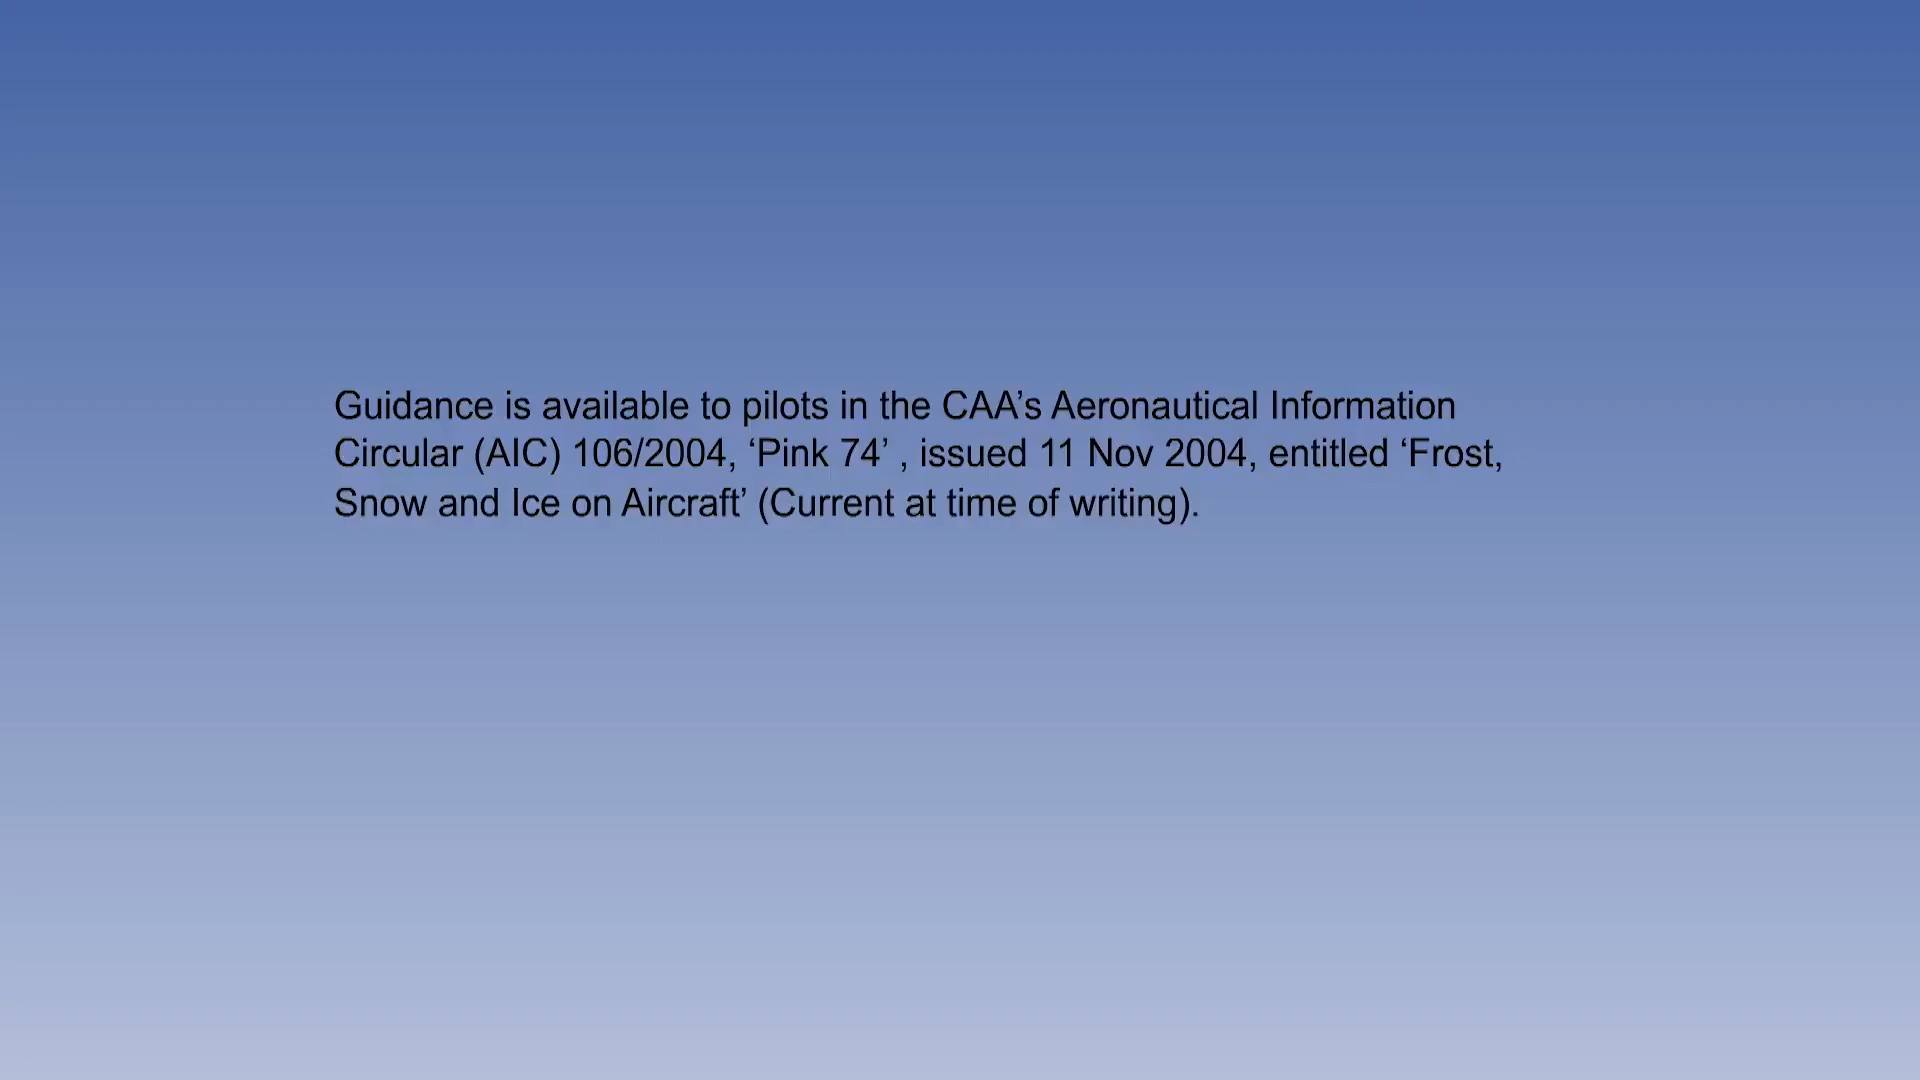 Guidance is available to pilots in the CAA’s Aeronautical Information
Circular (AIC) 106/2004, ‘Pink 74’ , issued 11 Nov 2004, entitled ‘Frost,
Snow and Ice on Aircraft’ (Current at time of writing).